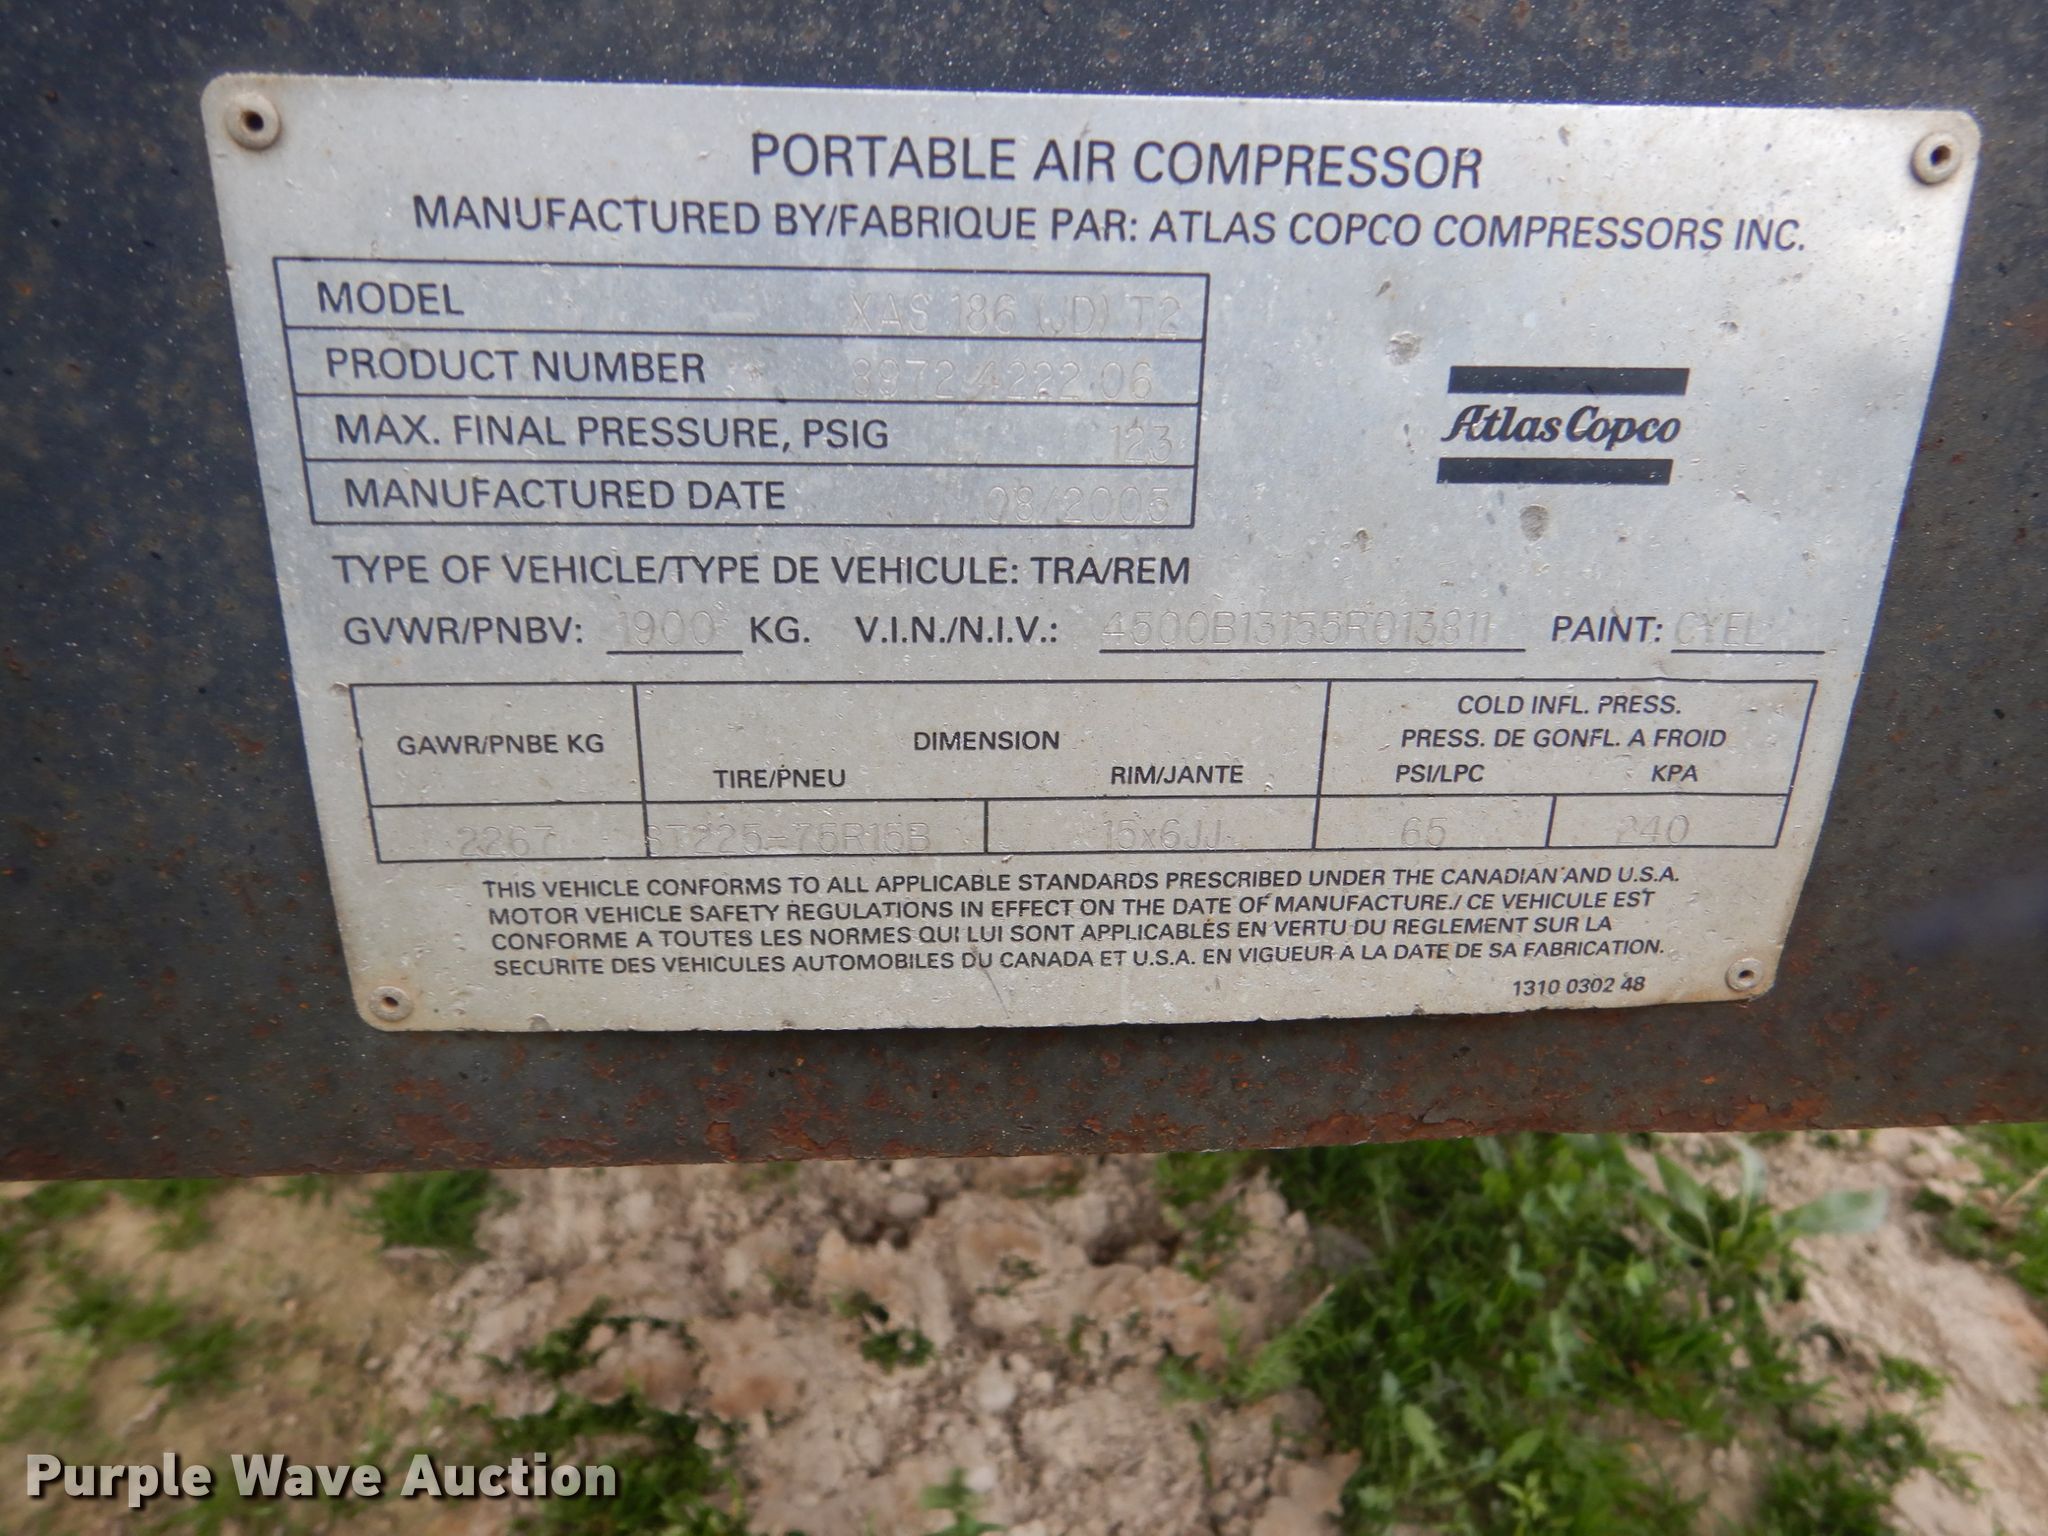 PORTABLE AIR COMPRESSOR
MANUFACTURED BY/FABRIQUE PAR: ATLAS COPCO COMPRESSORS INC.
MODEL XAS 186 (JD) T2
PRODUCT NUMBER 8972 4222 06
MAX. FINAL PRESSURE, PSIG 123
MANUFACTURED DATE 08/2005
Atlas Copco
TYPE OF VEHICLE/TYPE DE VEHICULE: TRA/REM
GVWR/PNBV: 1900 KG. V.I.N./N.I.V.: PAINT: CYEL
COLD INFL. PRESS.
GAWR/PNBE KG DIMENSION PRESS. DE GONFL. A FROID
TIRE/PNEU RIM/JANTE PSI/LPC KPA
2267 ST225-75R15B 15x6JJ 65 240
THIS VEHICLE CONFORMS TO ALL APPLICABLE STANDARDS PRESCRIBED UNDER THE CANADIAN AND U.S.A.
MOTOR VEHICLE SAFETY REGULATIONS IN EFFECT ON THE DATE OF MANUFACTURE./ CE VEHICULE EST
CONFORME A TOUTES LES NORMES QUI LUI SONT APPLICABLES EN VERTU DU REGLEMENT SUR LA
SECURITE DES VEHICULES AUTOMOBILES DU CANADA ET U.S.A. EN VIGUEUR A LA DATE DE SA FABRICATION.
1310 0302 48
Purple Wave Auction